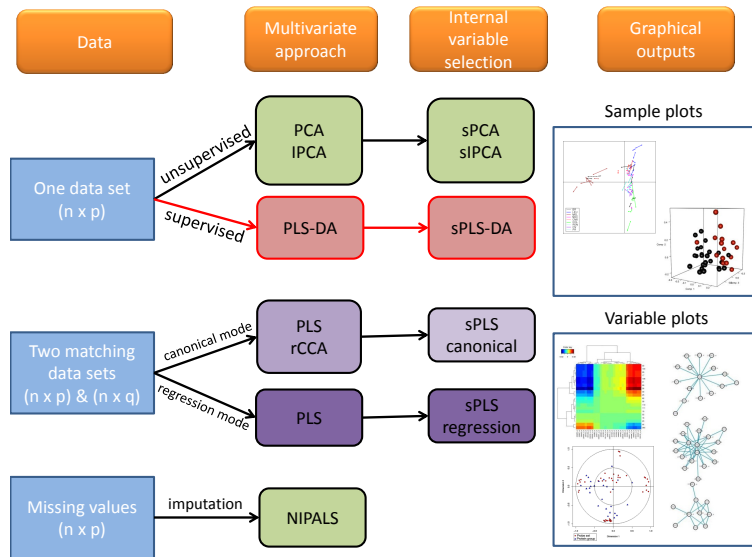 Data
Multivariate
approach
Internal
variable
selection
Graphical
outputs
Sample plots
One data set
(n x p)
unsupervised
supervised
PCA
IPCA
sPCA
sIPCA
PLS-DA
sPLS-DA
Two matching
data sets
(n x p) & (n x q)
canonical mode
regression mode
PLS
rCCA
sPLS
canonical
PLS
sPLS
regression
Variable plots
Missing values
(n x p)
imputation
NIPALS